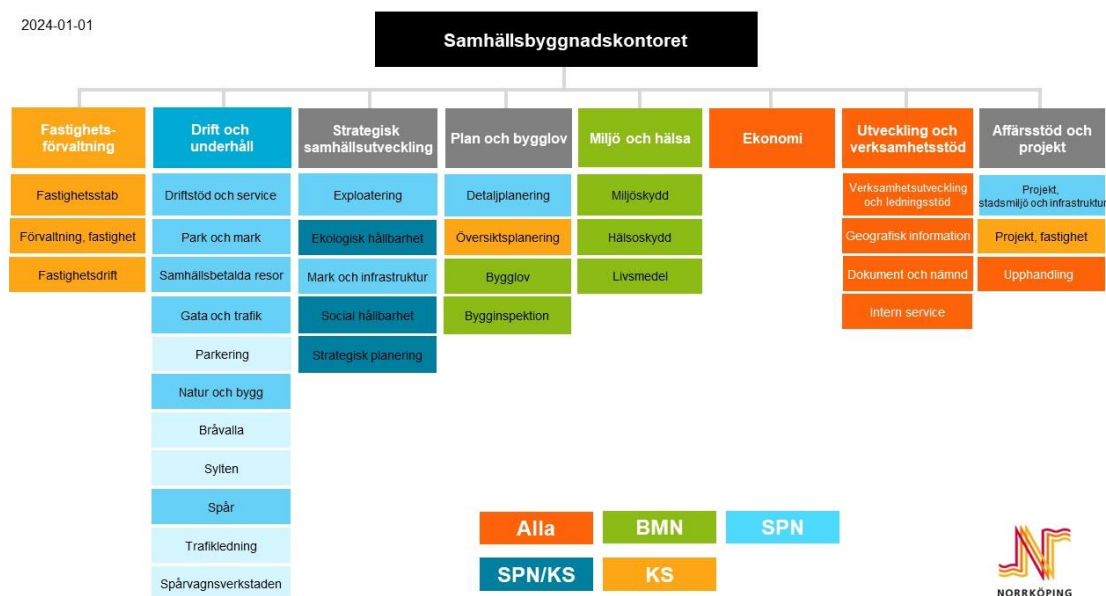 2024-01-01
Samhällsbyggnadskontoret
Fastighets-
förvaltning
Fastighetsstab
Förvaltning, fastighet
Fastighetsdrift
Drift och
underhåll
Driftstöd och service
Park och mark
Samhällsbetalda resor
Gata och trafik
Parkering
Natur och bygg
Bråvalla
Sylten
Spår
Trafikledning
Spårvagnsverkstaden
Strategisk
samhällsutveckling
Exploatering
Ekologisk hållbarhet
Mark och infrastruktur
Social hållbarhet
Strategisk planering
Plan och bygglov
Detaljplanering
Översiktsplanering
Bygglov
Bygginspektion
Miljö och hälsa
Miljöskydd
Hälsoskydd
Livsmedel
Ekonomi
Utveckling och
verksamhetsstöd
Verksamhetsutveckling
och ledningsstöd
Geografisk information
Dokument och nämnd
Intern service
Affärsstöd och
projekt
Projekt,
stadsmiljö och infrastruktur
Projekt, fastighet
Upphandling
Alla
BMN
SPN
SPN/KS
KS
NORRKÖPING